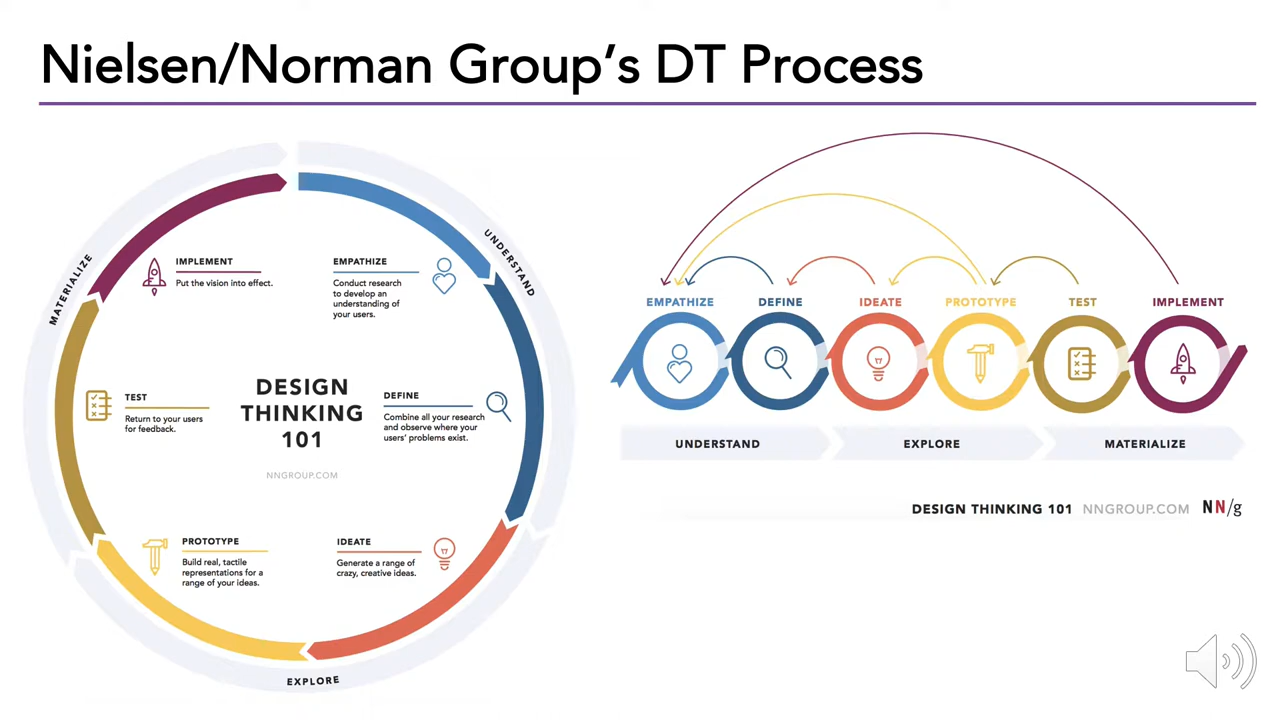 Nielsen/Norman Group's DT Process
MATERIALIZE
UNDERSTAND
EXPLORE
IMPLEMENT
Put the vision into effect.
EMPATHIZE
Conduct research
to develop an
understanding of
your users.
TEST
Return to your users
for feedback.
DESIGN
THINKING
101
NNGROUP.COM
DEFINE
Combine all your research
and observe where your
users' problems exist.
PROTOTYPE
Build real, tactile
representations for a
range of your ideas.
IDEATE
Generate a range of
crazy, creative ideas.
EMPATHIZE DEFINE IDEATE PROTOTYPE TEST IMPLEMENT
UNDERSTAND EXPLORE MATERIALIZE
DESIGN THINKING 101 NNGROUP.COM NN/g